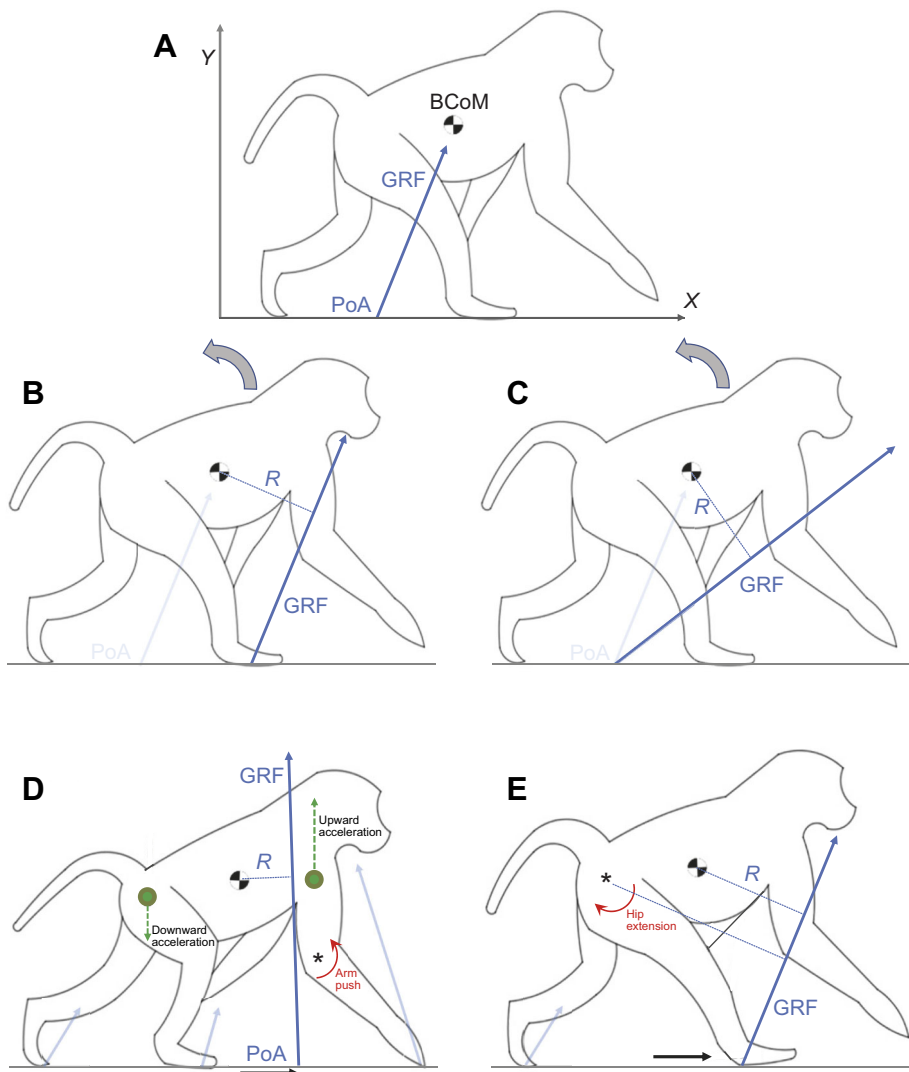 A
Y
BCoM
GRF
PoA
X
B
R
GRF
PoA
C
R
GRF
PoA
D
GRF
R
Upward
acceleration
Downward
acceleration
*
Arm
push
PoA
E
*
R
Hip
extension
GRF